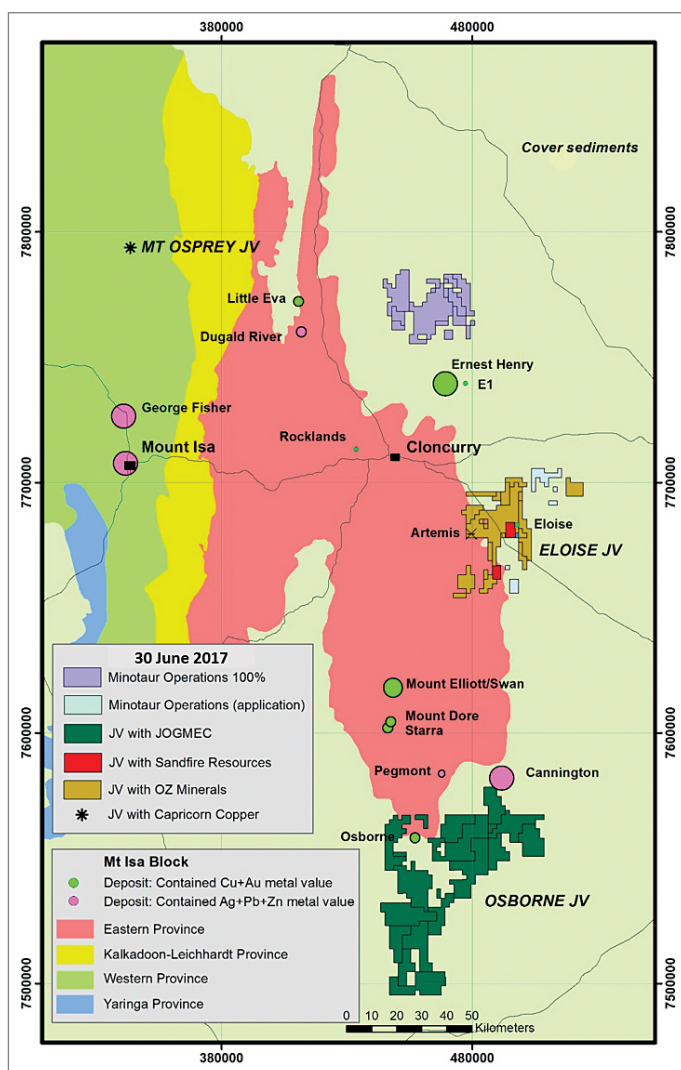 380000
480000
Cover sediments
7800000
7800000
MT OSPREY JV
Little Eva
Dugald River
Ernest Henry
E1
George Fisher
Rocklands
Cloncurry
Mount Isa
7700000
7700000
Artemis
Eloise
ELOISE JV
30 June 2017
Minotaur Operations 100%
Minotaur Operations (application)
JV with JOGMEC
JV with Sandfire Resources
JV with OZ Minerals
JV with Capricorn Copper
Mount Elliott/Swan
Mount Dore
Starra
7600000
7600000
Pegmont
Cannington
Osborne
OSBORNE JV
Mt Isa Block
Deposit: Contained Cu+Au metal value
Deposit: Contained Ag+Pb+Zn metal value
Eastern Province
Kalkadoon-Leichhardt Province
Western Province
Yaringa Province
7500000
7500000
0 10 20 30 40 50
Kilometers
380000
480000